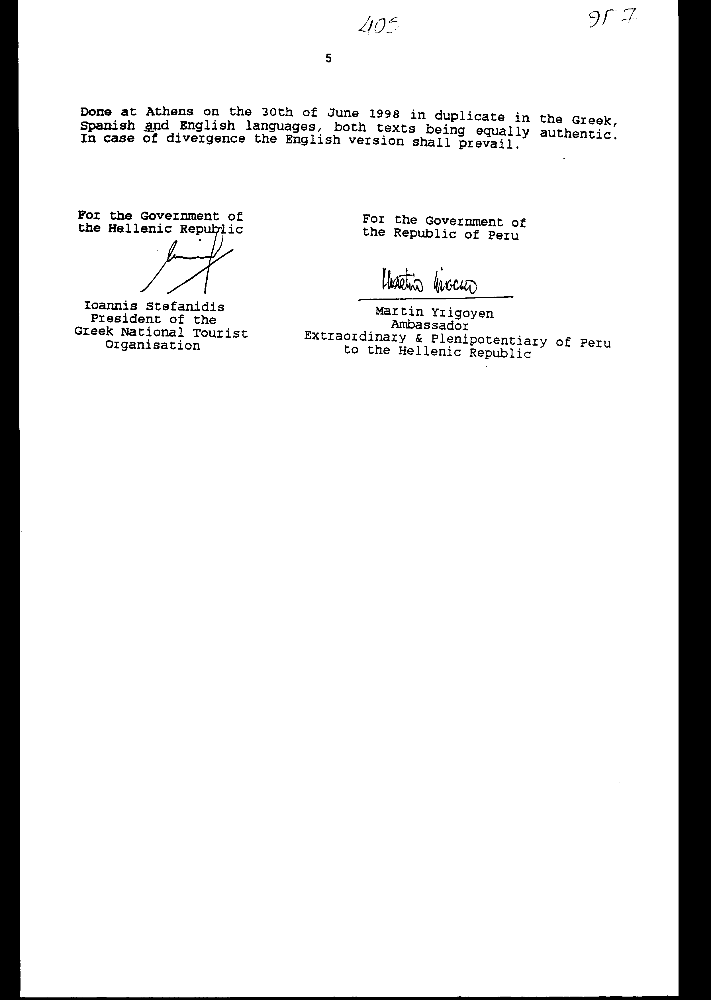 405
957
5
Done at Athens on the 30th of June 1998 in duplicate in the Greek,
Spanish and English languages, both texts being equally authentic.
In case of divergence the English version shall prevail.
For the Government of
the Hellenic Republic
Ioannis Stefanidis
President of the
Greek National Tourist
Organisation
For the Government of
the Republic of Peru
Martin Yrigoyen
Ambassador
Extraordinary & Plenipotentiary of Peru
to the Hellenic Republic